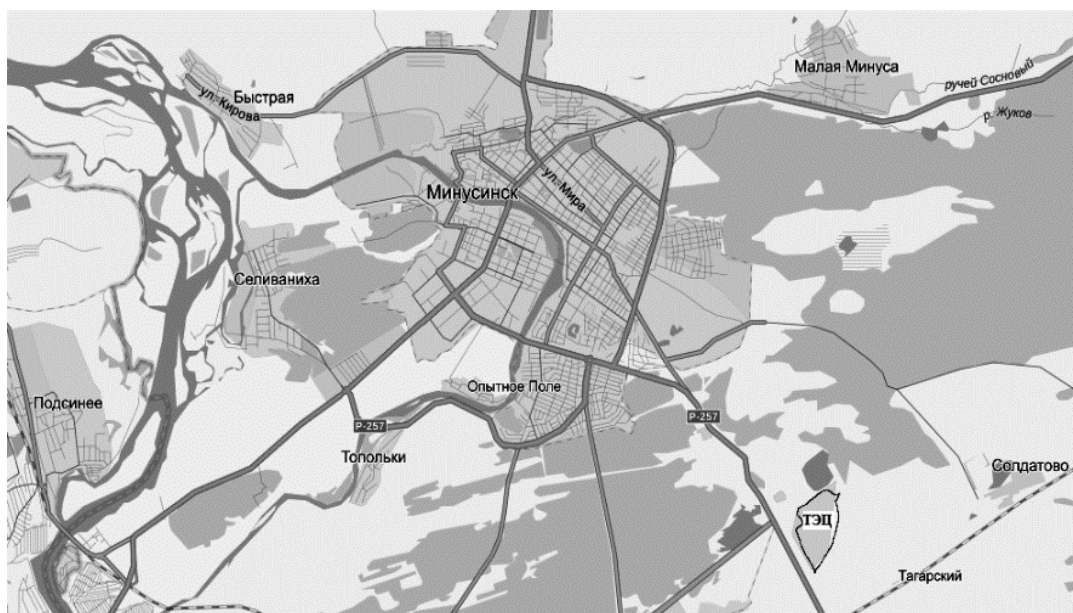 Малая Минуса
ручей Сосновый
р. Жуков
Быстрая
ул. Кирова
Минусинск
ул. Мира
Селиваниха
Опытное Поле
Подсинее
Р-257
Р-257
Топольки
Солдатово
ТЭЦ
Тагарский